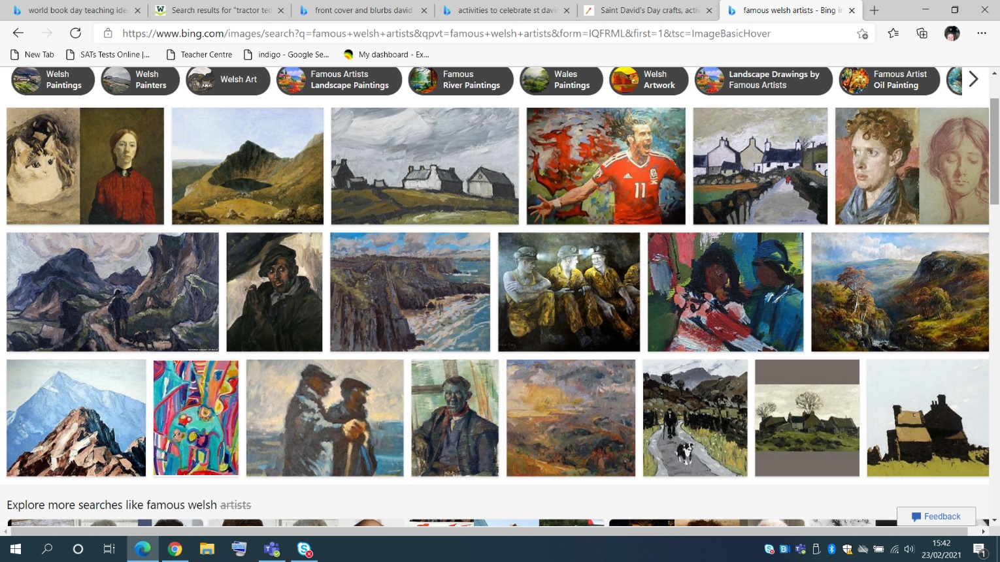 world book day teaching ide
Search results for "tractor ted
front cover and blurbs david
activities to celebrate st davi
Saint David's Day crafts, activ
famous welsh artists - Bing in
https://www.bing.com/images/search?q=famous+welsh+artists&qpvt=famous+welsh+artists&form=IQFRML&first=1&tsc=ImageBasicHover
New Tab
SATs Tests Online |...
Teacher Centre
indigo - Google Se...
My dashboard - Ex...
Welsh
Paintings
Welsh
Painters
Welsh Art
Famous Artists
Landscape Paintings
Famous
River Paintings
Wales
Paintings
Welsh
Artwork
Landscape Drawings by
Famous Artists
Famous Artist
Oil Painting
11
Explore more searches like famous welsh artists
Feedback
15:42
23/02/2021
1